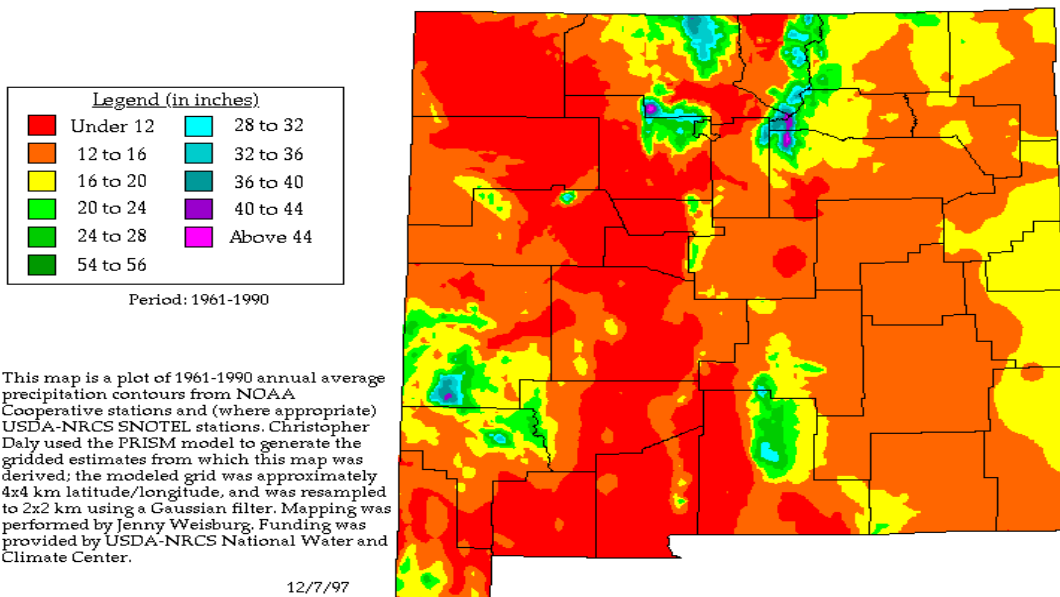 Legend (in inches)
Under 12
12 to 16
16 to 20
20 to 24
24 to 28
54 to 56
28 to 32
32 to 36
36 to 40
40 to 44
Above 44
Period: 1961-1990
This map is a plot of 1961-1990 annual average
precipitation contours from NOAA
Cooperative stations and (where appropriate)
USDA-NRCS SNOTEL stations. Christopher
Daly used the PRISM model to generate the
gridded estimates from which this map was
derived; the modeled grid was approximately
4x4 km latitude/longitude, and was resampled
to 2x2 km using a Gaussian filter. Mapping was
performed by Jenny Weisburg. Funding was
provided by USDA-NRCS National Water and
Climate Center.
12/7/97